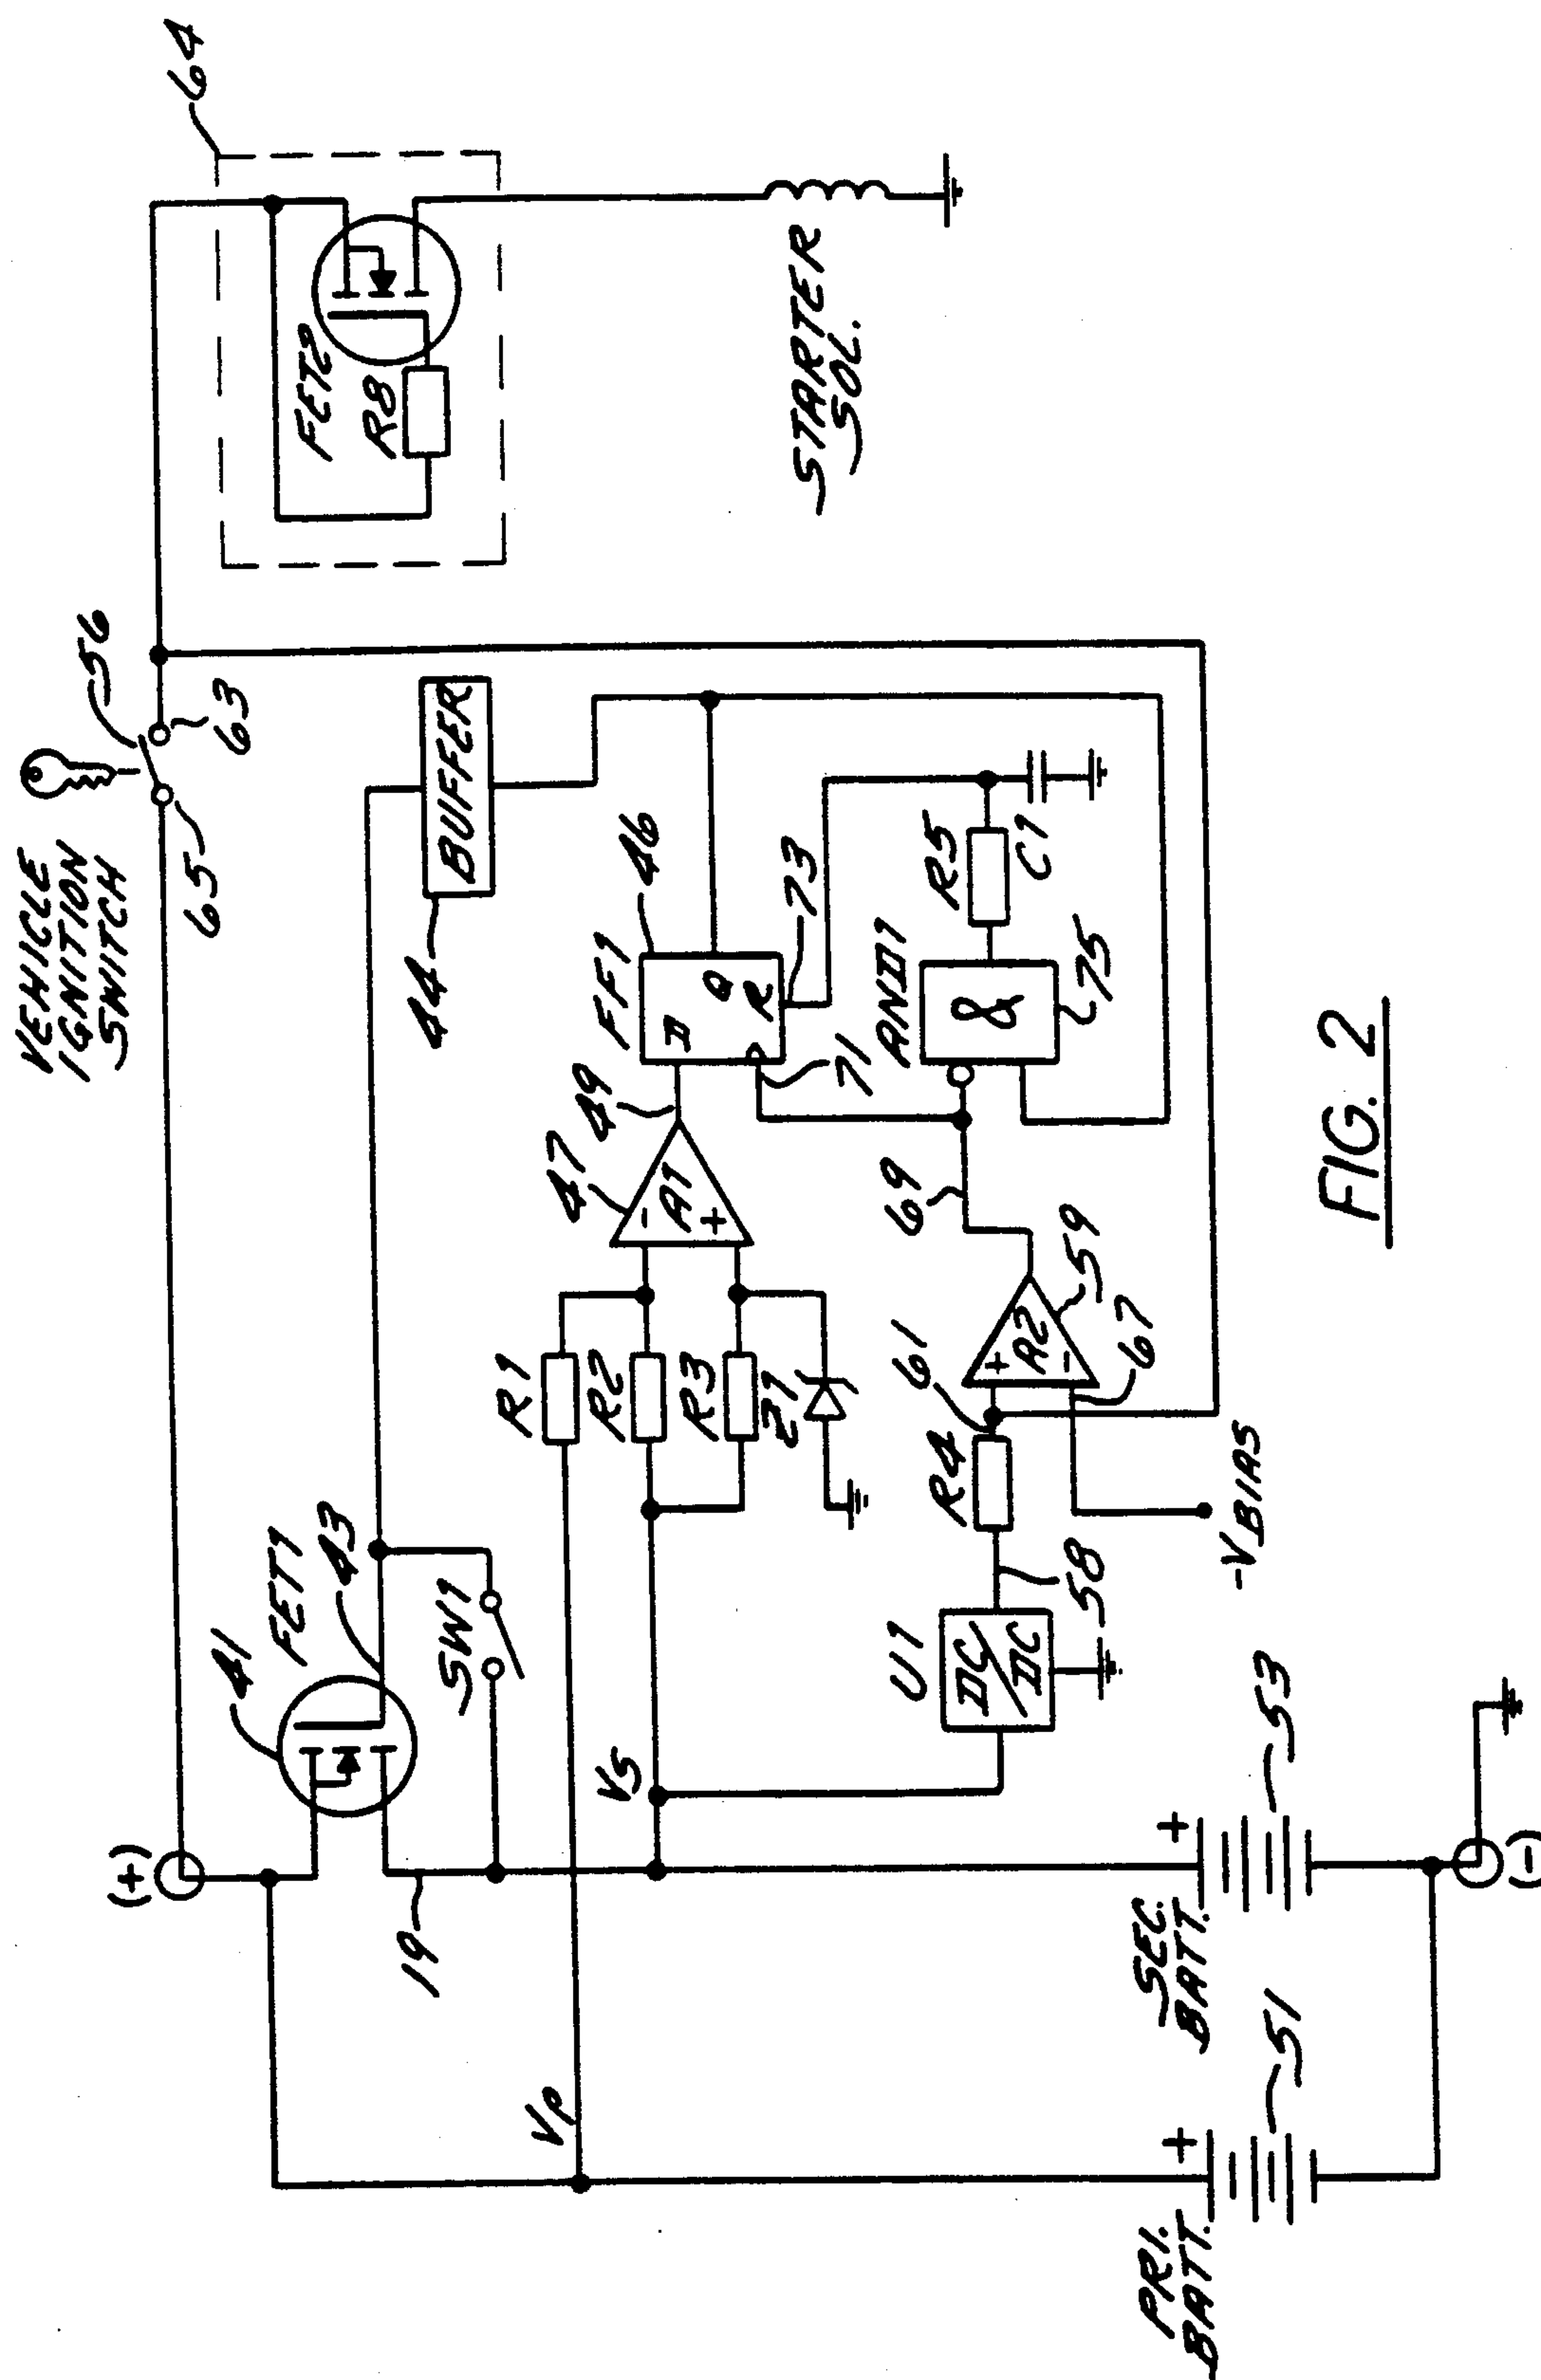 VEHICLE
IGNITION
SWITCH
56
65
63
64
(+)
41
FET1
43
19
SW1
44
BUFFER
FET2
R8
STARTER
SOL.
Vp
Vs
R1
R2
R3
Z1
47
-
A1
+
49
FF1
46
D
Q
R
71
73
U1
DC/DC
58
R4
61
+
A2
-
59
67
-VBIAS
69
AND1
&
75
R5
C1
PRI.
BATT.
+
51
SEC.
BATT.
+
53
(-)
FIG. 2